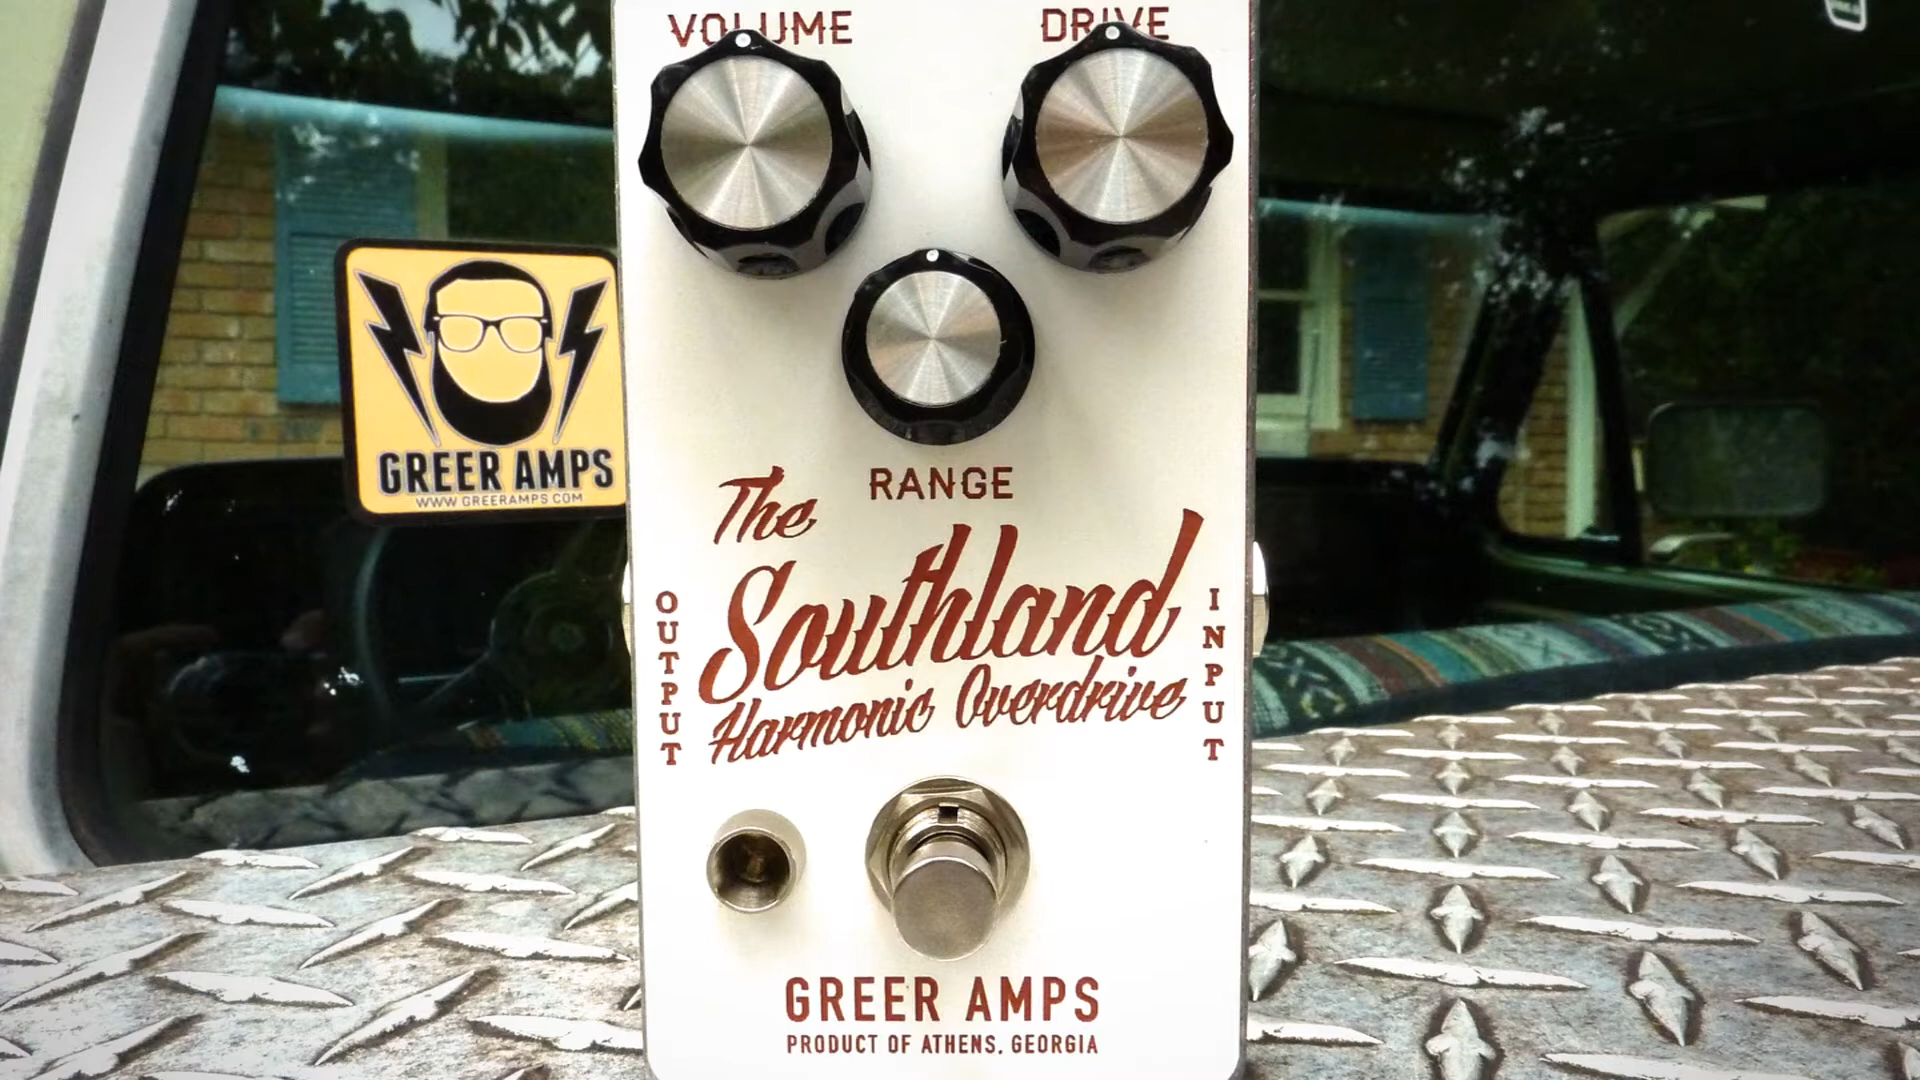 VOLUME
DRIVE
RANGE
The
Southland
Harmonic Overdrive
OUTPUT
INPUT
GREER AMPS
PRODUCT OF ATHENS, GEORGIA
GREER AMPS
WWW.GREERAMPS.COM